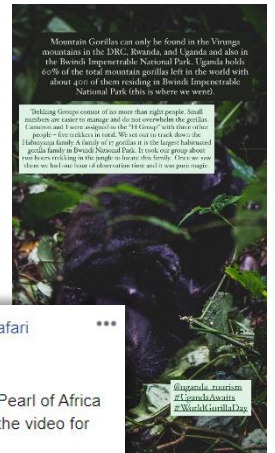 Mountain Gorillas can only be found in the Virunga
mountains in the DRC, Rwanda, and Uganda and also in
the Bwindi Impenetrable National Park. Uganda holds
60% of the total mountain gorillas left in the world with
about 400 of them residing in Bwindi Impenetrable
National Park (this is where we went).
Trekking Groups consist of no more than eight people. Small
numbers are easier to manage and do not overwhelm the gorillas.
Cameron and I were assigned to the "H Group" with three other
people – five trekkers in total. We set out to track down the
Habinyanja family. A family of 17 gorillas it is the largest habituated
gorilla family in Bwindi National Park. It took our group about
two hours trekking in the jungle to locate this family. Once we saw
them we had one hour of observation time and it was pure magic.
afari
Pearl of Africa
the video for
@uganda_tourism
#UgandaAwaits
#WorldGorillaDay